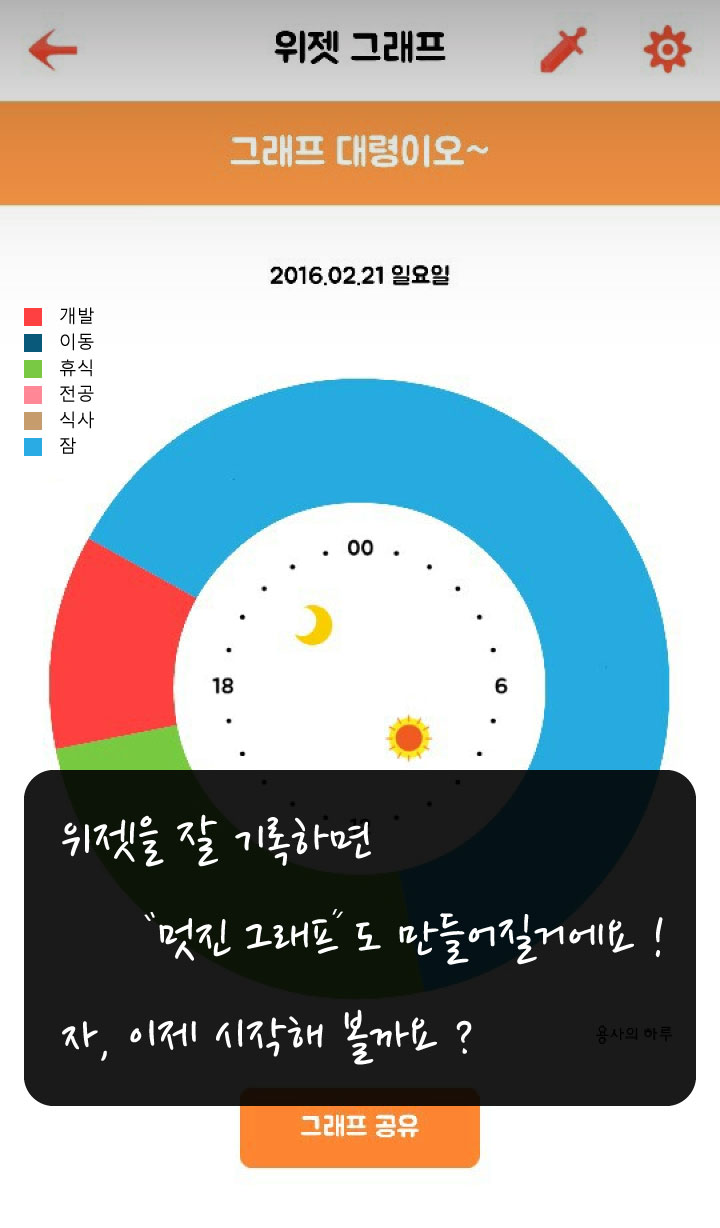 위젯 그래프
그래프 대령이오~
2016.02.21 일요일
개발
이동
휴식
전공
식사
잠
00
18
6
위젯을 잘 기록하면
"멋진 그래프"도 만들어질거에요 !
자, 이제 시작해 볼까요 ?
용사의 하루
그래프 공유